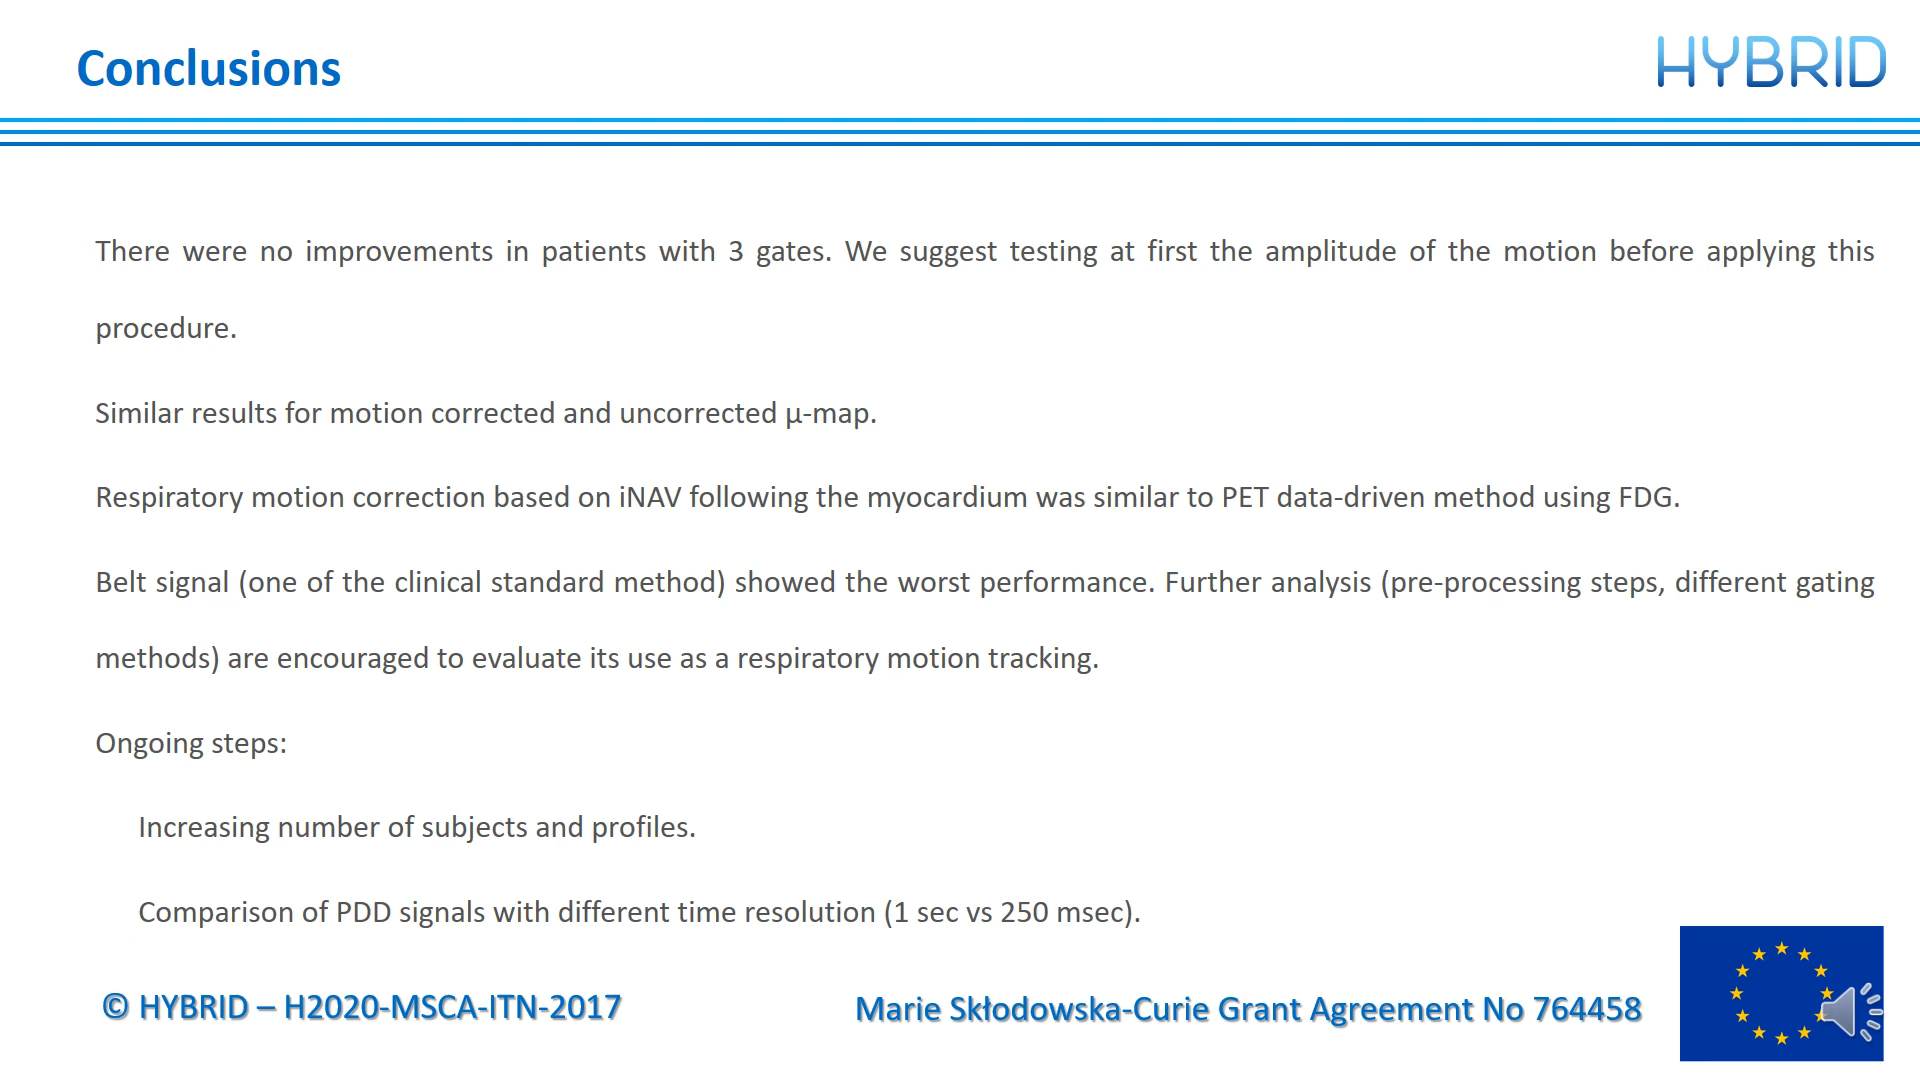 Conclusions
HYBRID
There were no improvements in patients with 3 gates. We suggest testing at first the amplitude of the motion before applying this
procedure.
Similar results for motion corrected and uncorrected µ-map.
Respiratory motion correction based on iNAV following the myocardium was similar to PET data-driven method using FDG.
Belt signal (one of the clinical standard method) showed the worst performance. Further analysis (pre-processing steps, different gating
methods) are encouraged to evaluate its use as a respiratory motion tracking.
Ongoing steps:
Increasing number of subjects and profiles.
Comparison of PDD signals with different time resolution (1 sec vs 250 msec).
© HYBRID – H2020-MSCA-ITN-2017
Marie Skłodowska-Curie Grant Agreement No 764458